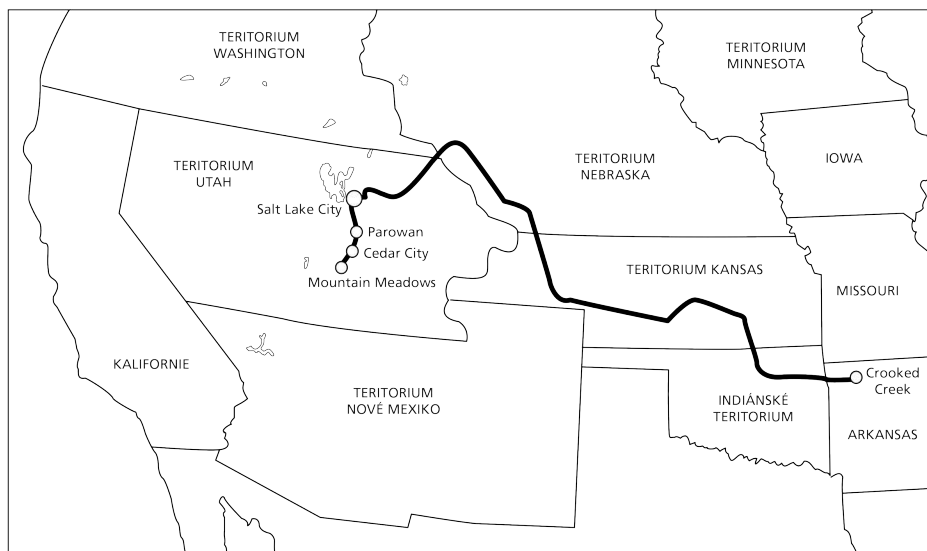 TERITORIUM
WASHINGTON
TERITORIUM
MINNESOTA
TERITORIUM
UTAH
TERITORIUM
NEBRASKA
IOWA
Salt Lake City
Parowan
Cedar City
Mountain Meadows
TERITORIUM KANSAS
MISSOURI
KALIFORNIE
TERITORIUM
NOVÉ MEXIKO
INDIÁNSKÉ
TERITORIUM
Crooked
Creek
ARKANSAS